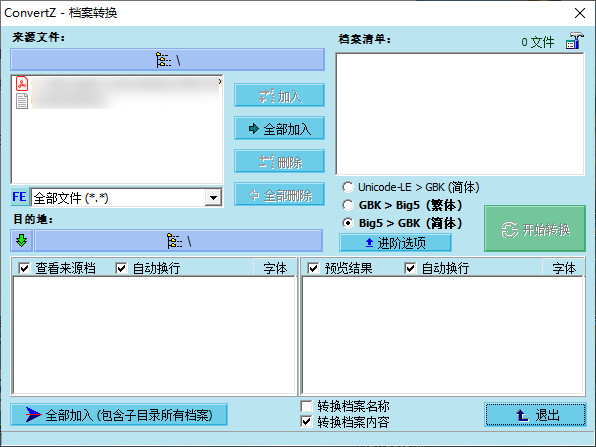 ConvertZ - 档案转换
来源文件:
:: \
加入
全部加入
删除
全部删除
FE
全部文件 (*.*)
目的地:
:: \
档案清单:
0 文件
Unicode-LE > GBK (简体)
GBK > Big5 (繁体)
Big5 > GBK (简体)
进阶选项
开始转换
查看来源档 自动换行 字体
预览结果 自动换行 字体
全部加入 (包含子目录所有档案)
转换档案名称
转换档案内容
退出